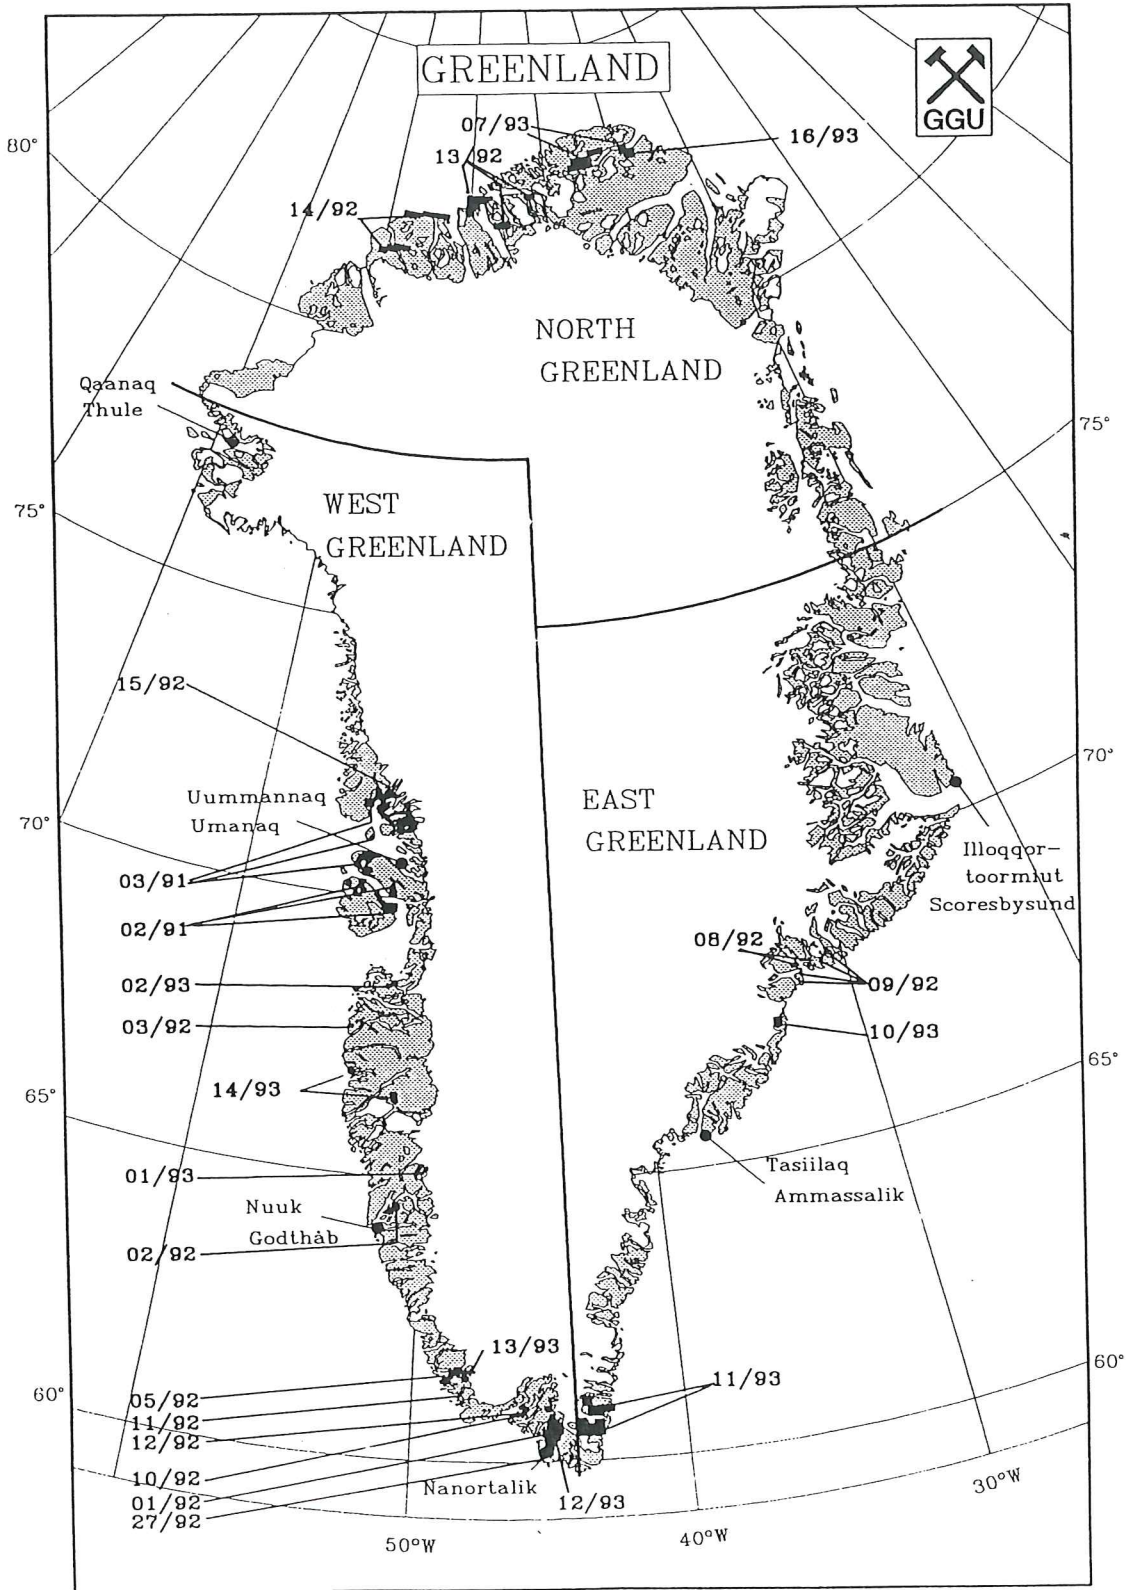 GREENLAND
GGU
07/93
16/93
13/92
14/92
80°
NORTH
GREENLAND
Qaanaaq
Thule
75°
75°
WEST
GREENLAND
15/92
70°
Uummannaq
Umanaq
70°
EAST
GREENLAND
Illoqqor-
toormiut
Scoresbysund
03/91
02/91
08/92
09/92
02/93
03/92
10/93
14/93
65°
65°
Tasiilaq
Ammassalik
01/93
Nuuk
Godthåb
02/92
13/93
60°
60°
05/92
11/92
12/92
11/93
10/92
01/92
27/92
Nanortalik
12/93
50°W
40°W
30°W